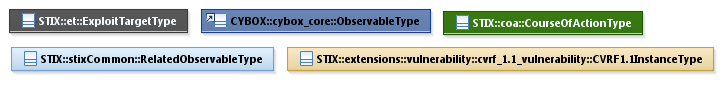 STIX::et::ExploitTargetType
CYBOX::cybox_core::ObservableType
STIX::coa::CourseOfActionType
STIX::stixCommon::RelatedObservableType
STIX::extensions::vulnerability::cvrf_1.1_vulnerability::CVRF1.1InstanceType